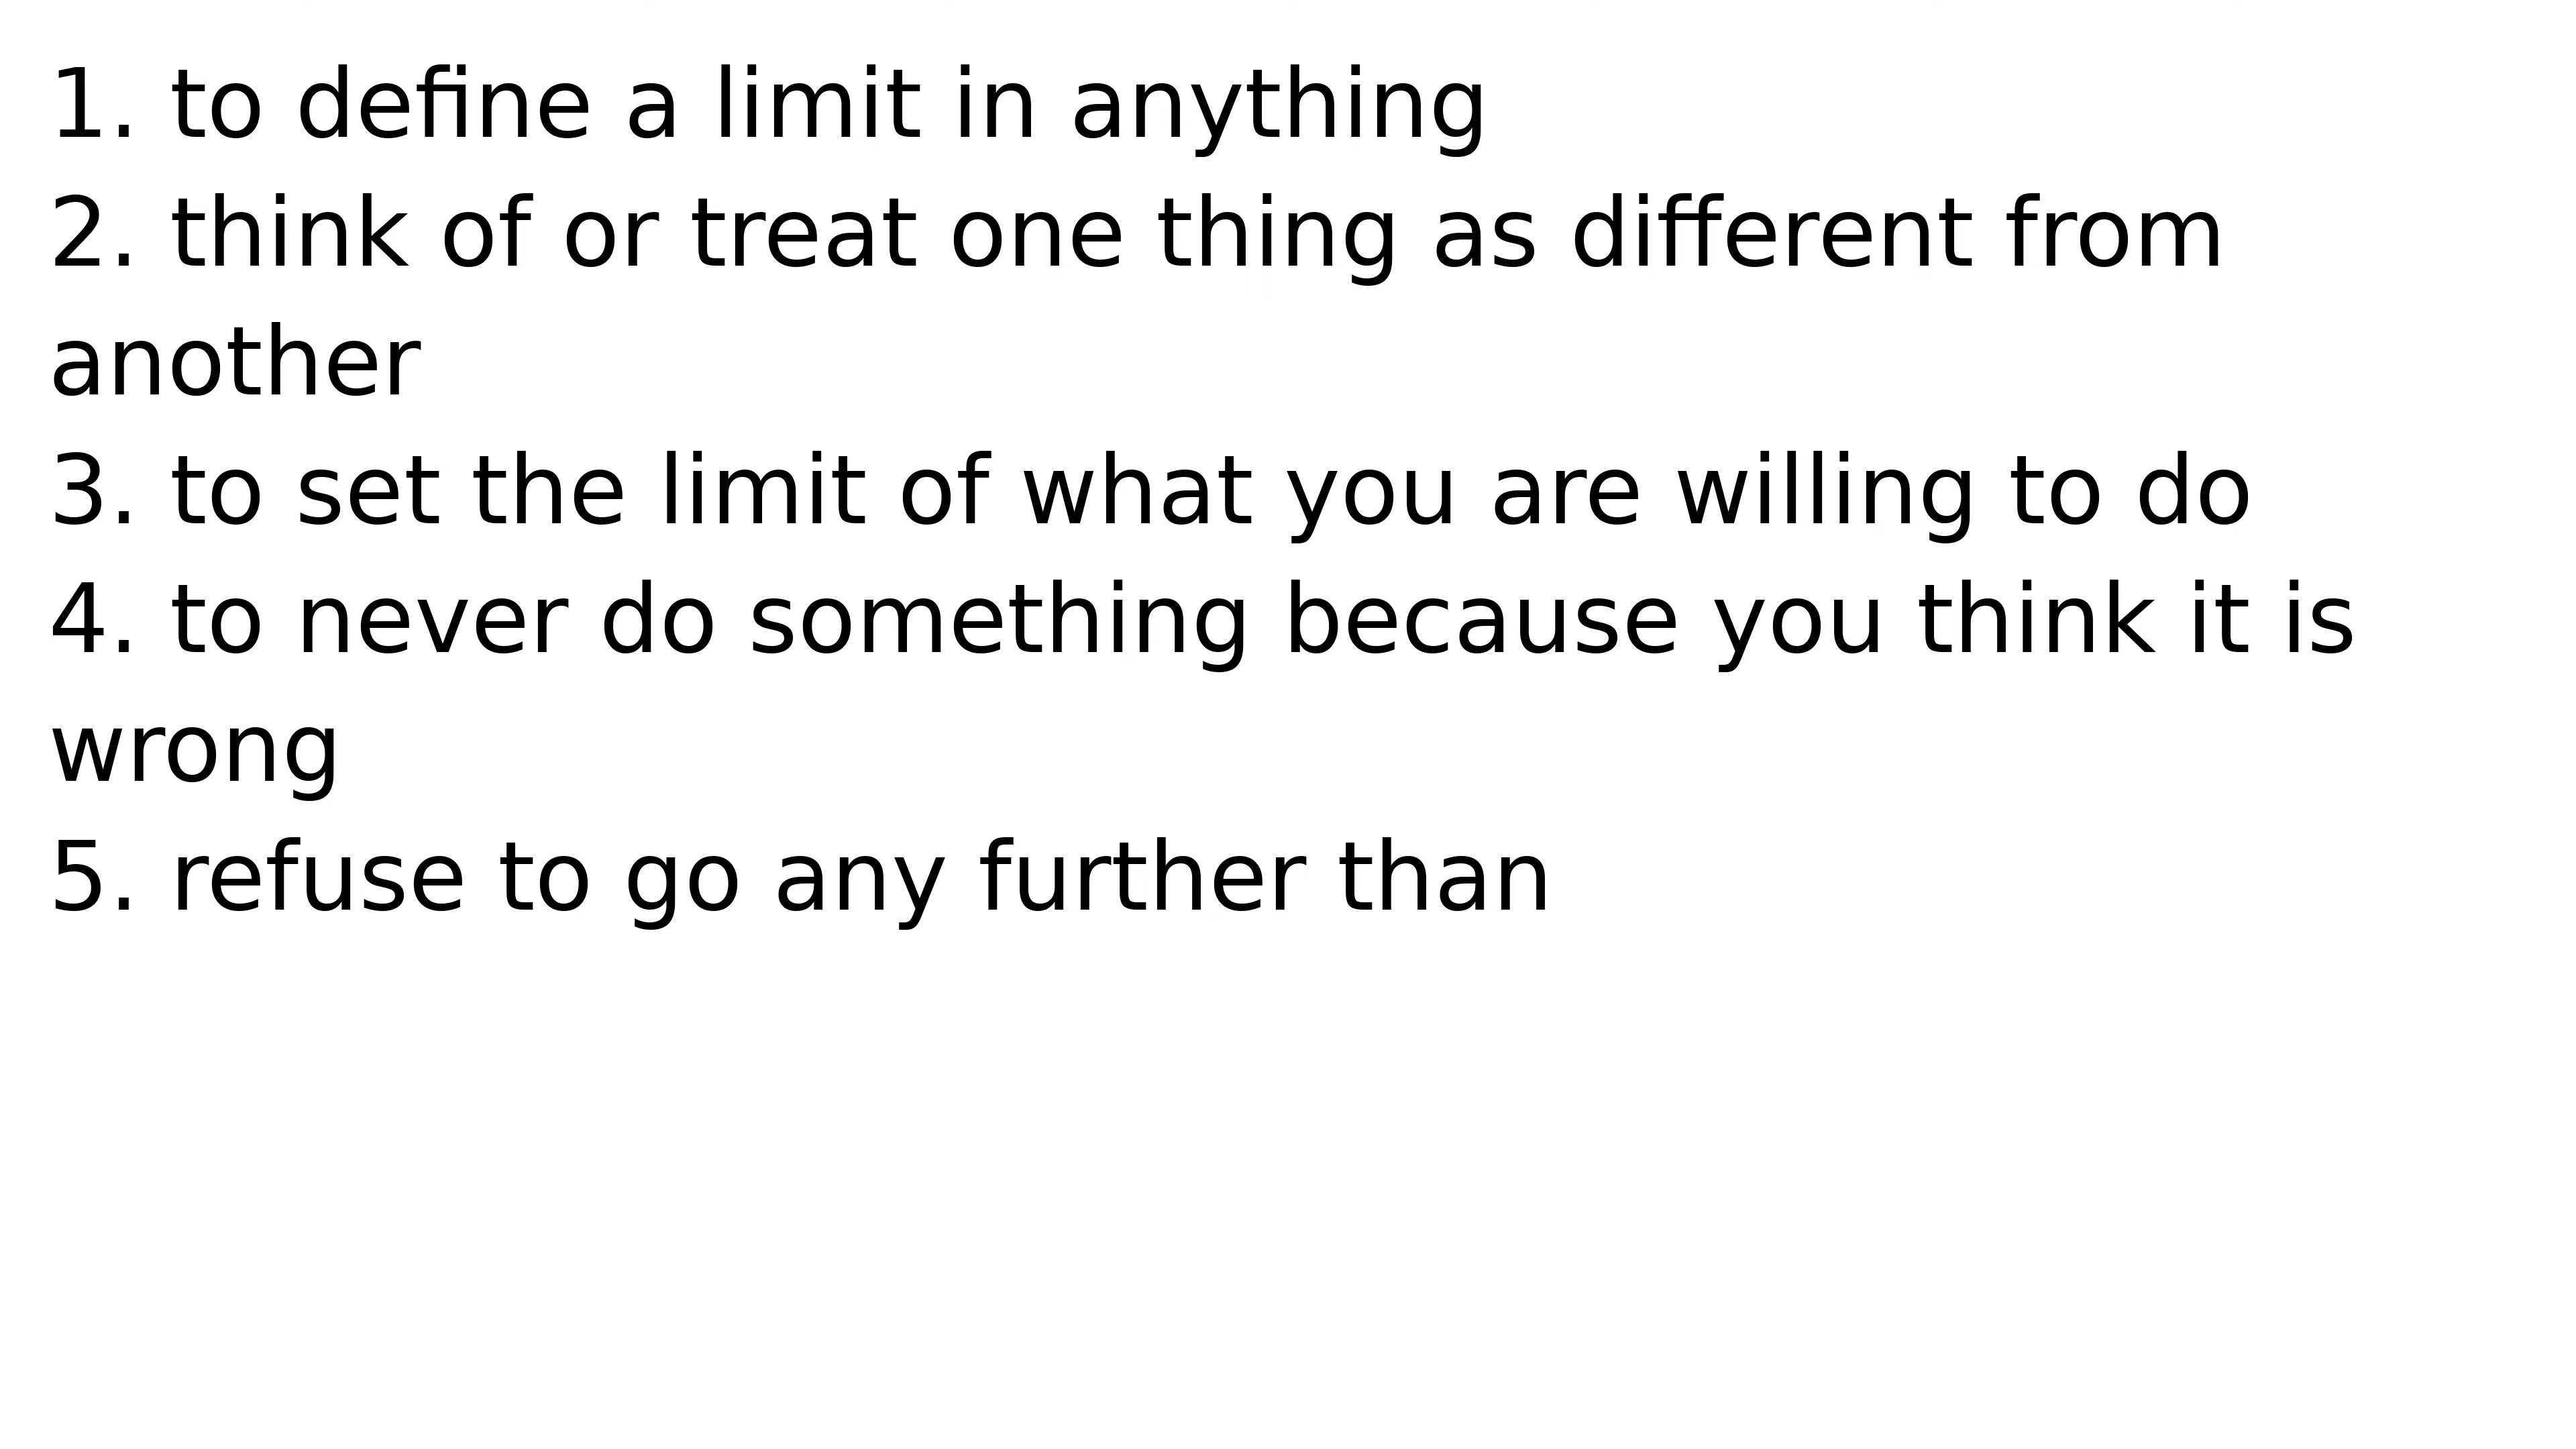 1. to define a limit in anything
2. think of or treat one thing as different from
another
3. to set the limit of what you are willing to do
4. to never do something because you think it is
wrong
5. refuse to go any further than